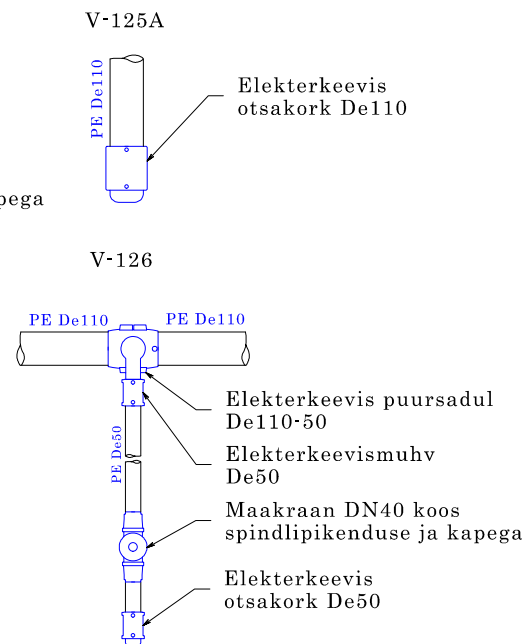 V-125A
PE De110
Elekterkeevis
otsakork De110
pega
V-126
PE De110
PE De110
Elekterkeevis puursadul
De110-50
Elekterkeevismuhv
De50
PE De50
Maakraan DN40 koos
spindlipikenduse ja kapega
Elekterkeevis
otsakork De50